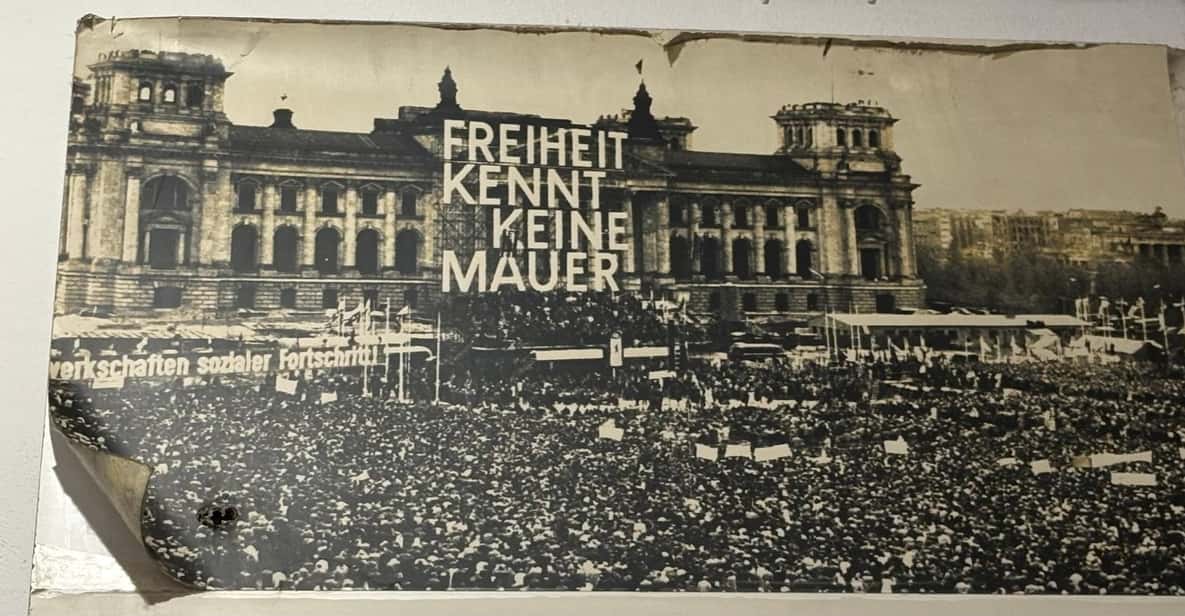 FREIHEIT
KENNT
KEINE
MAUER
werkschaften sozialer Fortschritt!